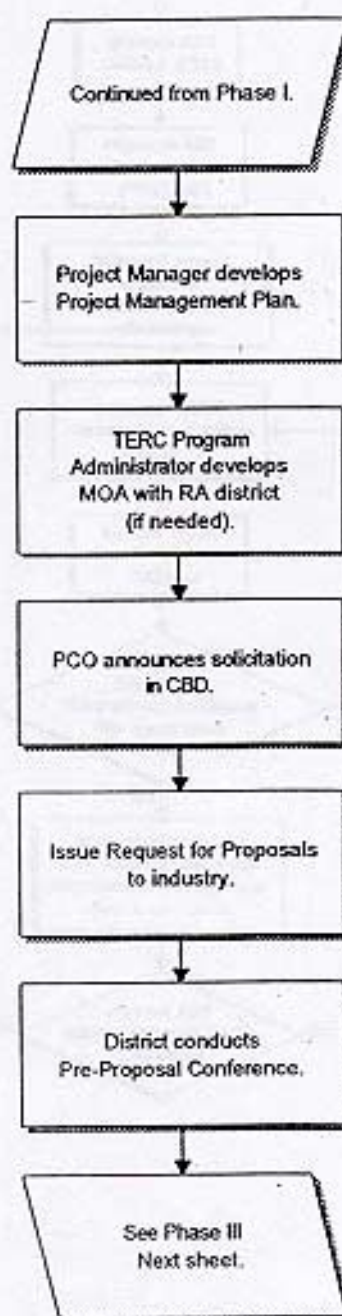 Continued from Phase I.
Project Manager develops
Project Management Plan.
TERC Program
Administrator develops
MOA with RA district
(if needed).
PCO announces solicitation
in CBD.
Issue Request for Proposals
to industry.
District conducts
Pre-Proposal Conference.
See Phase III
Next sheet.